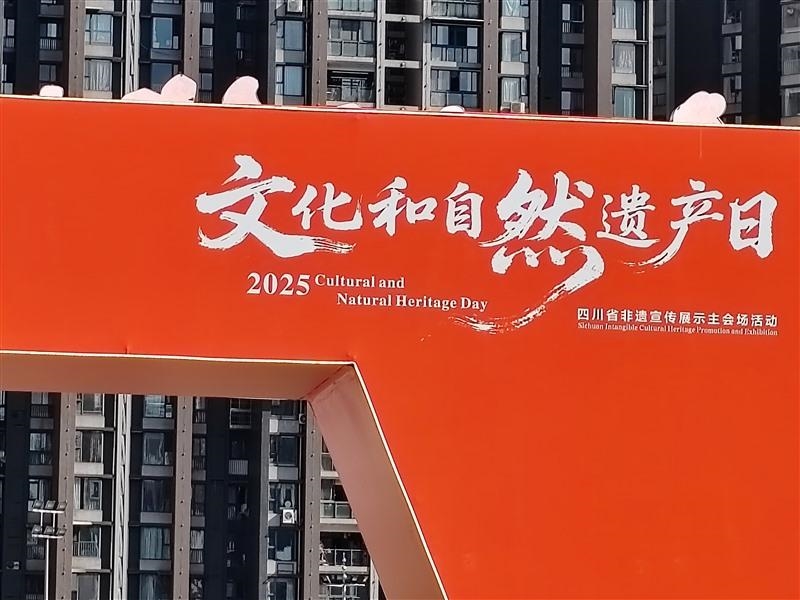 文化和自然遗产日
2025 Cultural and
Natural Heritage Day
四川省非遗宣传展示主会场活动
Sichuan Intangible Cultural Heritage Promotion and Exhibition